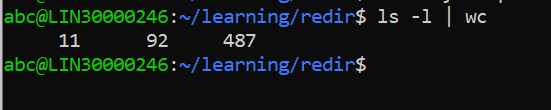 abc@LIN30000246:~/learning/redir$ ls -l | wc
     11      92     487
abc@LIN30000246:~/learning/redir$